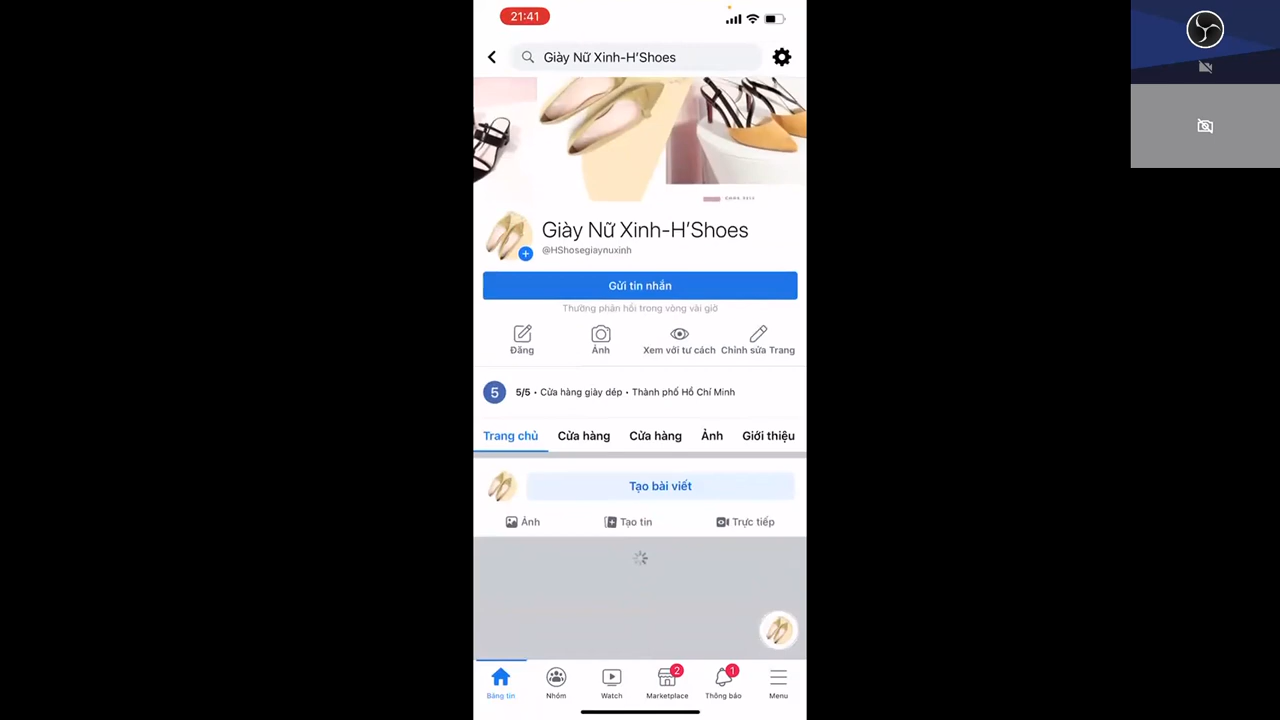 21:41
Giày Nữ Xinh-H'Shoes
Giày Nữ Xinh-H'Shoes
@HShosegiaynuxinh
Gửi tin nhắn
Thường phản hồi trong vòng vài giờ
Đăng
Ảnh
Xem với tư cách
Chỉnh sửa Trang
5
5/5 • Cửa hàng giày dép • Thành phố Hồ Chí Minh
Trang chủ
Cửa hàng
Cửa hàng
Ảnh
Giới thiệu
Tạo bài viết
Ảnh
Tạo tin
Trực tiếp
2
1
Bảng tin
Nhóm
Watch
Marketplace
Thông báo
Menu